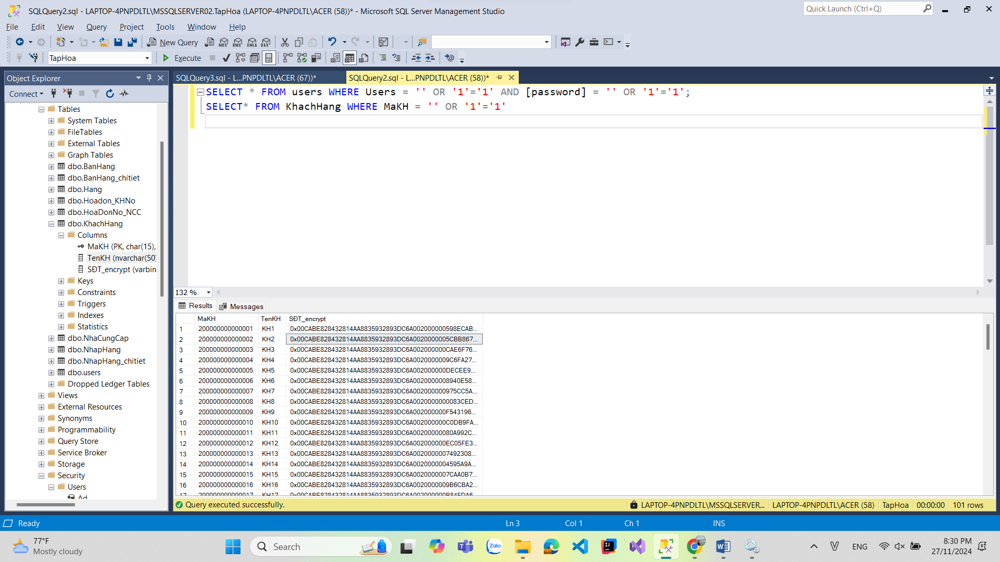 SQLQuery2.sql - LAPTOP-4PNPDLTL\MSSQLSERVER02.TapHoa (LAPTOP-4PNPDLTL\ACER (58))* - Microsoft SQL Server Management Studio
Quick Launch (Ctrl+Q)
File Edit View Query Project Tools Window Help
New Query MDX DMX XMLA DAX
TapHoa Execute
Object Explorer
SQLQuery3.sql - L...PNPDLTL\ACER (67))* SQLQuery2.sql - L...PNPDLTL\ACER (58))*
Connect
SELECT * FROM users WHERE Users = '' OR '1'='1' AND [password] = '' OR '1'='1';
SELECT* FROM KhachHang WHERE MaKH = '' OR '1'='1'
Tables
System Tables
FileTables
External Tables
Graph Tables
dbo.BanHang
dbo.BanHang_chitiet
dbo.Hang
dbo.Hoadon_KHNo
dbo.HoaDonNo_NCC
dbo.KhachHang
Columns
MaKH (PK, char(15),
TenKH (nvarchar(50)
SĐT_encrypt (varbin
Keys
Constraints
Triggers
Indexes
Statistics
dbo.NhaCungCap
dbo.NhapHang
dbo.NhapHang_chitiet
dbo.users
Dropped Ledger Tables
Views
External Resources
Synonyms
Programmability
Query Store
Service Broker
Storage
Security
Users
Ad
132 %
Results Messages
MaKH TenKH SĐT_encrypt
1 200000000000001 KH1 0x00CABE828432814AA8835932893DC6A002000000598ECAB...
2 200000000000002 KH2 0x00CABE828432814AA8835932893DC6A0020000005CBB867...
3 200000000000003 KH3 0x00CABE828432814AA8835932893DC6A002000000CAE6F76...
4 200000000000004 KH4 0x00CABE828432814AA8835932893DC6A0020000009C6FA27...
5 200000000000005 KH5 0x00CABE828432814AA8835932893DC6A002000000DECEE9...
6 200000000000006 KH6 0x00CABE828432814AA8835932893DC6A0020000008940E58...
7 200000000000007 KH7 0x00CABE828432814AA8835932893DC6A002000000975CC5A...
8 200000000000008 KH8 0x00CABE828432814AA8835932893DC6A002000000083CED...
9 200000000000009 KH9 0x00CABE828432814AA8835932893DC6A002000000F543196...
10 200000000000010 KH10 0x00CABE828432814AA8835932893DC6A002000000C0DB9FA...
11 200000000000011 KH11 0x00CABE828432814AA8835932893DC6A00200000080A992C...
12 200000000000012 KH12 0x00CABE828432814AA8835932893DC6A002000000EC05FE3...
13 200000000000013 KH13 0x00CABE828432814AA8835932893DC6A0020000007492308...
14 200000000000014 KH14 0x00CABE828432814AA8835932893DC6A0020000004595A9A...
15 200000000000015 KH15 0x00CABE828432814AA8835932893DC6A0020000007CAA0B7...
16 200000000000016 KH16 0x00CABE828432814AA8835932893DC6A0020000009B6CBA2...
17 200000000000017 KH17 0x00CABE828432814AA8835932893DC6A002000000B84FDA6...
Query executed successfully. LAPTOP-4PNPDLTL\MSSQLSERVER... LAPTOP-4PNPDLTL\ACER (58) TapHoa 00:00:00 101 rows
Ready Ln 3 Col 1 Ch 1 INS
77°F
Mostly cloudy
Search
Zalo
ENG
8:30 PM
27/11/2024